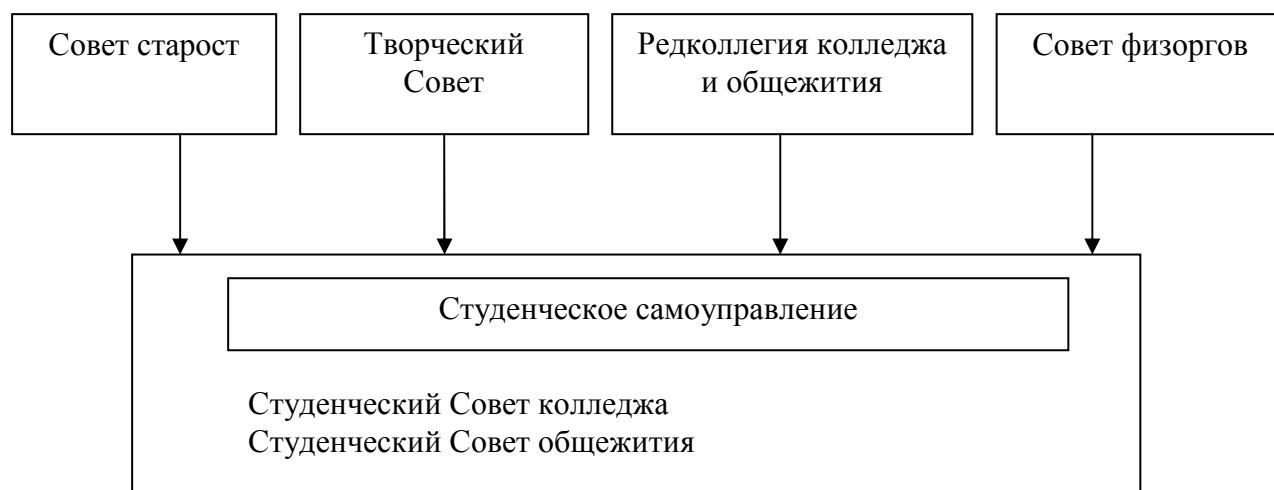 Совет старост
Творческий
Совет
Редколлегия колледжа
и общежития
Совет физоргов
Студенческое самоуправление
Студенческий Совет колледжа
Студенческий Совет общежития